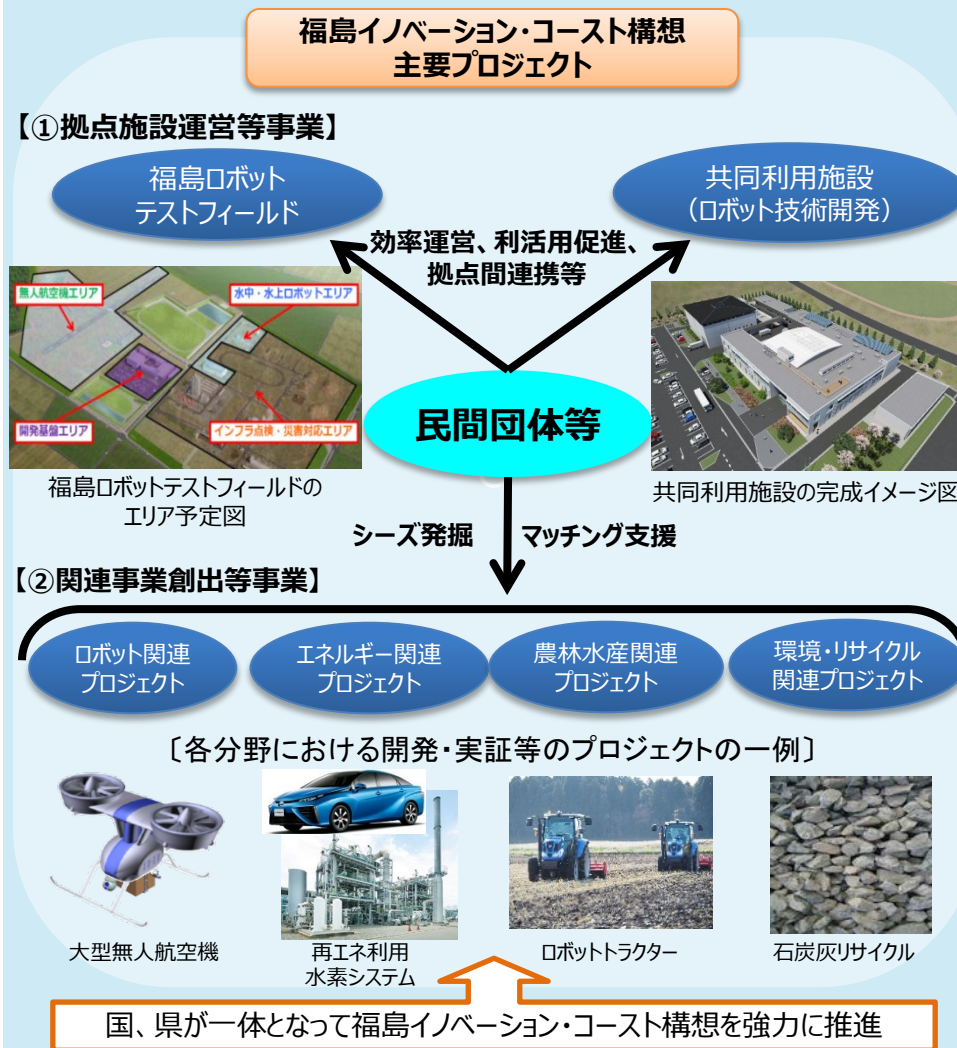 福島イノベーション・コースト構想
主要プロジェクト
【①拠点施設運営等事業】
福島ロボット
テストフィールド
共同利用施設
(ロボット技術開発)
効率運営、利活用促進、
拠点間連携等
無人航空機エリア
水中・水上ロボットエリア
開発基盤エリア
インフラ点検・災害対応エリア
民間団体等
福島ロボットテストフィールドの
エリア予定図
共同利用施設の完成イメージ図
シーズ発掘
マッチング支援
【②関連事業創出等事業】
ロボット関連
プロジェクト
エネルギー関連
プロジェクト
農林水産関連
プロジェクト
環境・リサイクル
関連プロジェクト
〔各分野における開発・実証等のプロジェクトの一例〕
大型無人航空機
再エネ利用
水素システム
ロボットトラクター
石炭灰リサイクル
国、県が一体となって福島イノベーション・コースト構想を強力に推進